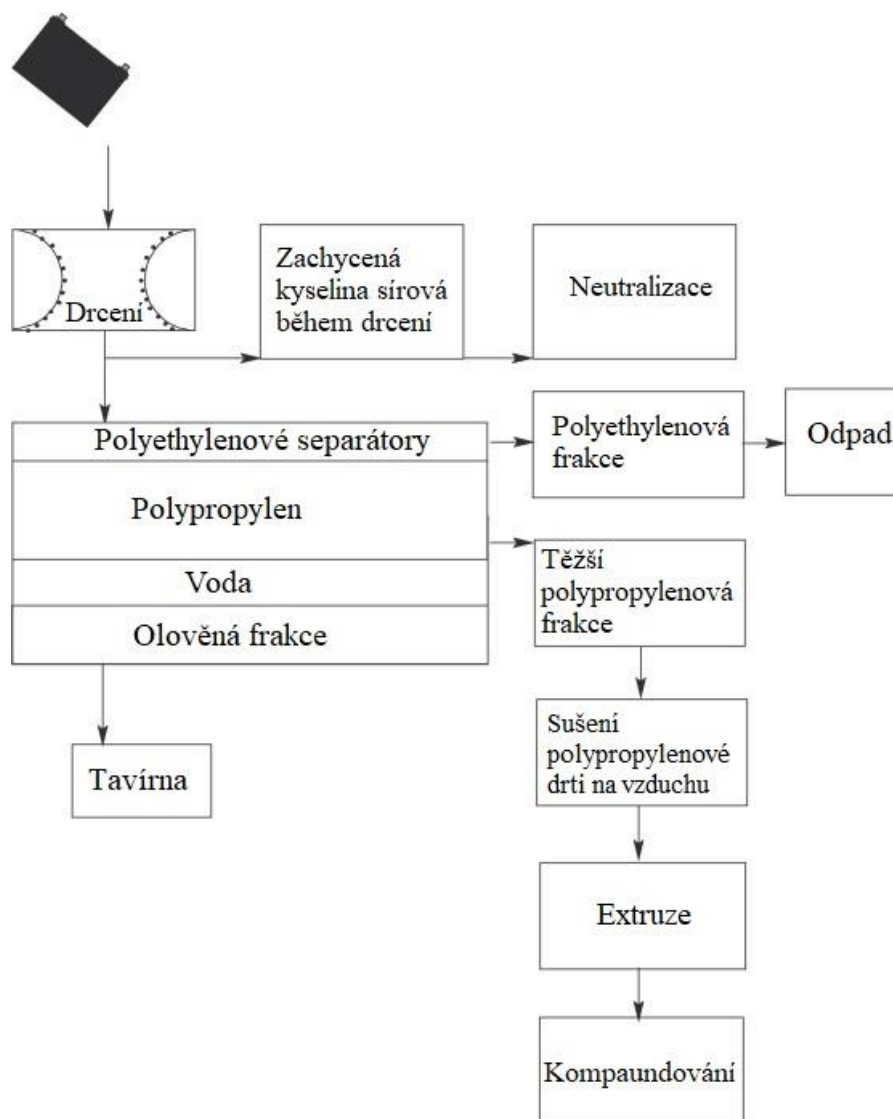 Drcení
Zachycená
kyselina sírová
během drcení
Neutralizace
Polyethylenové separátory
Polyethylenová
frakce
Odpad
Polypropylen
Voda
Olověná frakce
Těžší
polypropylenová
frakce
Tavírna
Sušení
polypropylenové
drti na vzduchu
Extruze
Kompaundování